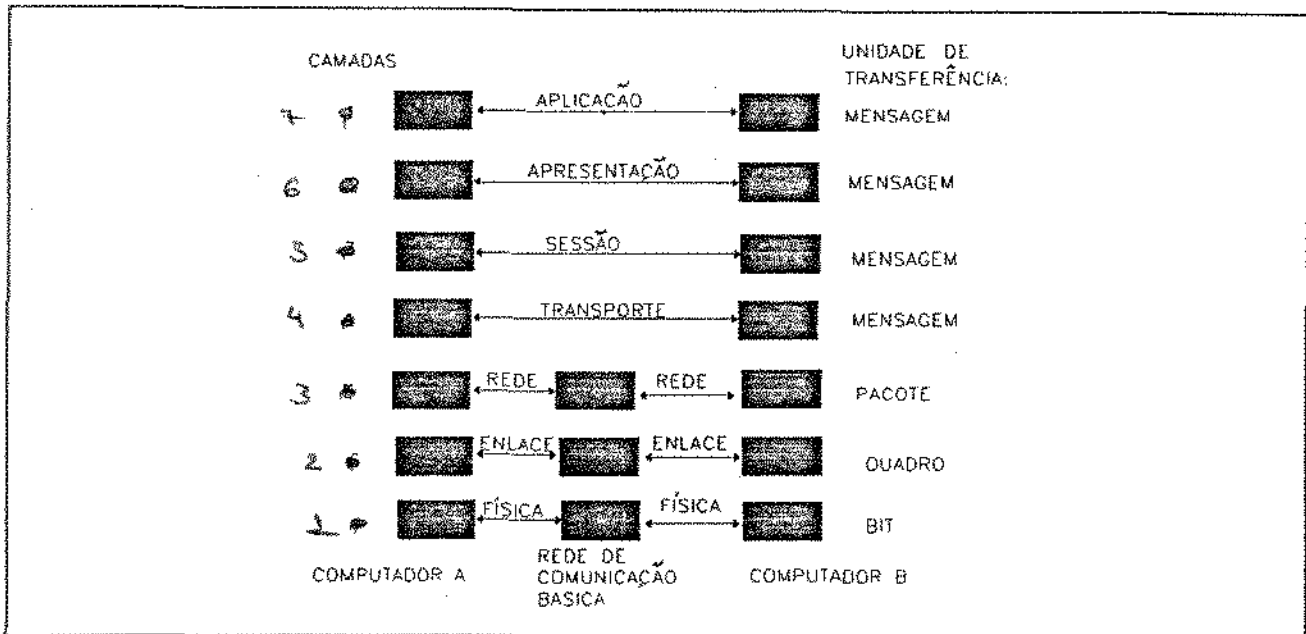 CAMADAS
UNIDADE DE
TRANSFERÊNCIA:
7 APLICAÇÃO MENSAGEM
6 APRESENTAÇÃO MENSAGEM
5 SESSÃO MENSAGEM
4 TRANSPORTE MENSAGEM
3 REDE REDE PACOTE
2 ENLACE ENLACE QUADRO
1 FÍSICA FÍSICA BIT
COMPUTADOR A
REDE DE
COMUNICAÇÃO
BASICA
COMPUTADOR B